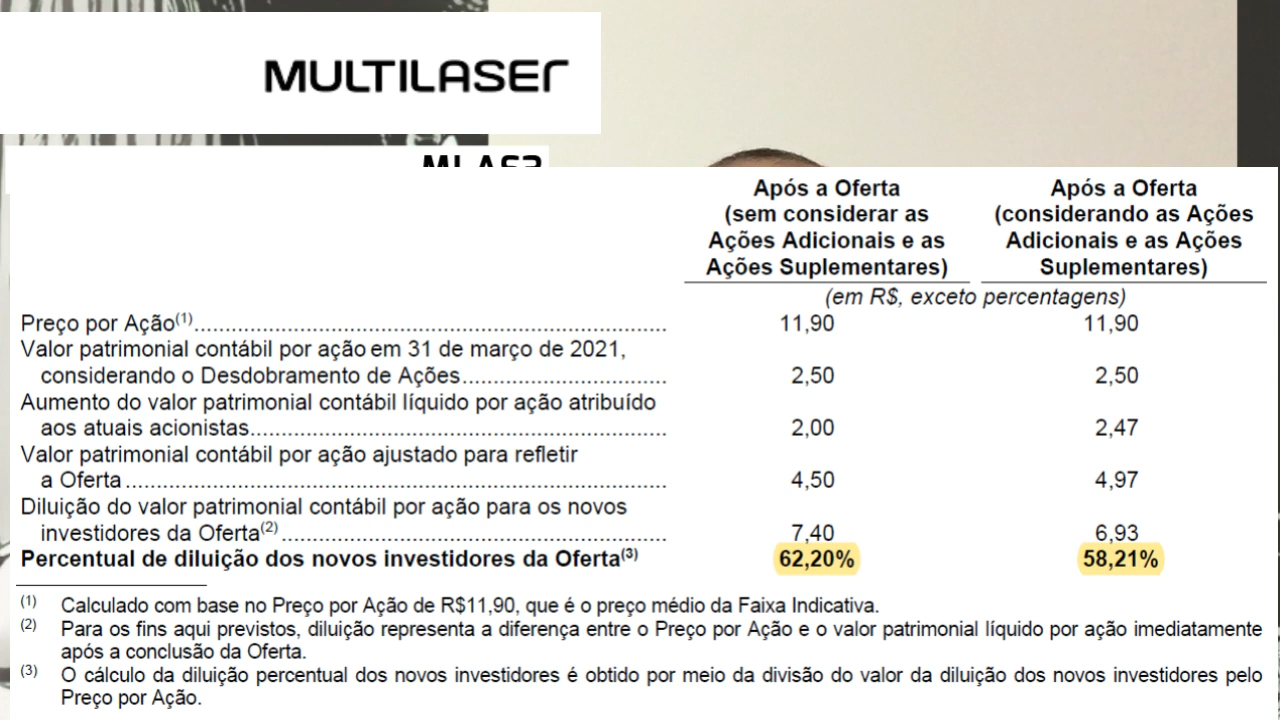 MULTILASER
MLAS3
Após a Oferta
(sem considerar as
Ações Adicionais e as
Ações Suplementares)
Após a Oferta
(considerando as Ações
Adicionais e as Ações
Suplementares)
(em R$, exceto percentagens)
Preço por Ação(1)............................................................................ 11,90 11,90
Valor patrimonial contábil por ação em 31 de março de 2021,
considerando o Desdobramento de Ações................................. 2,50 2,50
Aumento do valor patrimonial contábil líquido por ação atribuído
aos atuais acionistas.................................................................... 2,00 2,47
Valor patrimonial contábil por ação ajustado para refletir
a Oferta ........................................................................................ 4,50 4,97
Diluição do valor patrimonial contábil por ação para os novos
investidores da Oferta(2) .............................................................. 7,40 6,93
Percentual de diluição dos novos investidores da Oferta(3) 62,20% 58,21%
(1) Calculado com base no Preço por Ação de R$11,90, que é o preço médio da Faixa Indicativa.
(2) Para os fins aqui previstos, diluição representa a diferença entre o Preço por Ação e o valor patrimonial líquido por ação imediatamente
após a conclusão da Oferta.
(3) O cálculo da diluição percentual dos novos investidores é obtido por meio da divisão do valor da diluição dos novos investidores pelo
Preço por Ação.